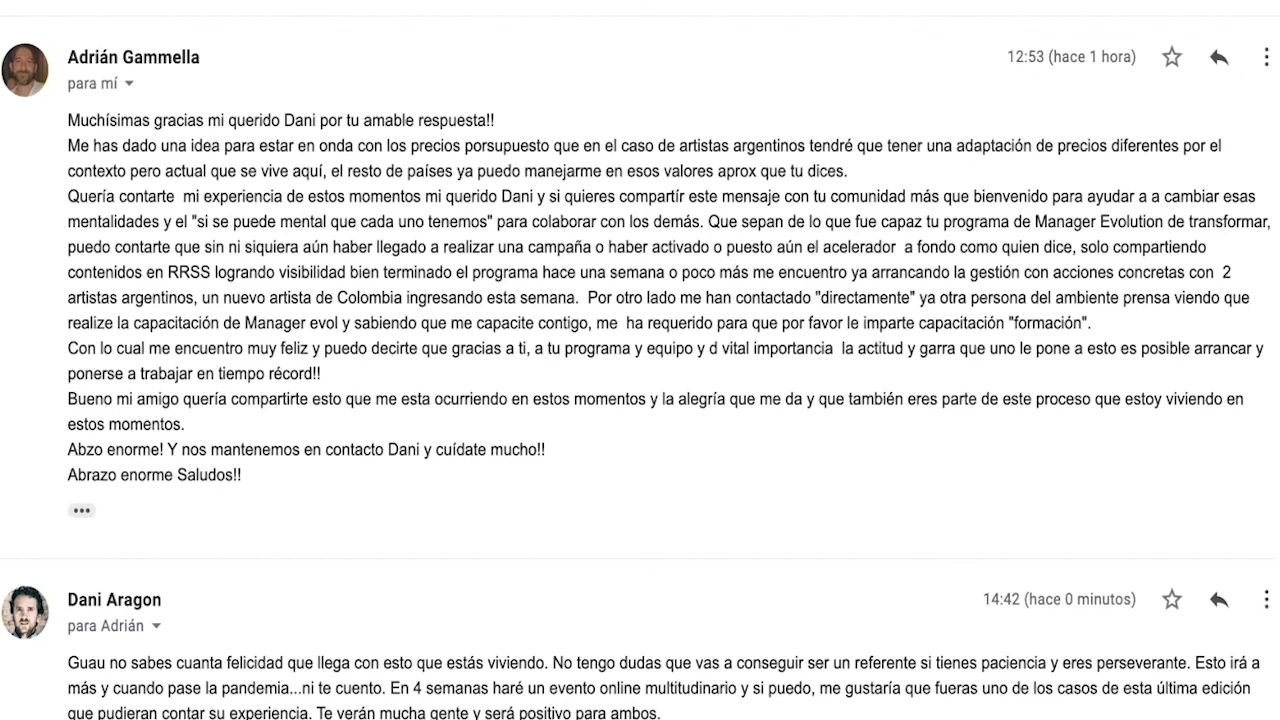 Adrián Gammella
12:53 (hace 1 hora)
para mí
Muchísimas gracias mi querido Dani por tu amable respuesta!!
Me has dado una idea para estar en onda con los precios porsupuesto que en el caso de artistas argentinos tendré que tener una adaptación de precios diferentes por el
contexto pero actual que se vive aquí, el resto de países ya puedo manejarme en esos valores aprox que tu dices.
Quería contarte mi experiencia de estos momentos mi querido Dani y si quieres compartír este mensaje con tu comunidad más que bienvenido para ayudar a a cambiar esas
mentalidades y el "si se puede mental que cada uno tenemos" para colaborar con los demás. Que sepan de lo que fue capaz tu programa de Manager Evolution de transformar,
puedo contarte que sin ni siquiera aún haber llegado a realizar una campaña o haber activado o puesto aún el acelerador a fondo como quien dice, solo compartiendo
contenidos en RRSS logrando visibilidad bien terminado el programa hace una semana o poco más me encuentro ya arrancando la gestión con acciones concretas con 2
artistas argentinos, un nuevo artista de Colombia ingresando esta semana. Por otro lado me han contactado "directamente" ya otra persona del ambiente prensa viendo que
realize la capacitación de Manager evol y sabiendo que me capacite contigo, me ha requerido para que por favor le imparte capacitación "formación".
Con lo cual me encuentro muy feliz y puedo decirte que gracias a ti, a tu programa y equipo y d vital importancia la actitud y garra que uno le pone a esto es posible arrancar y
ponerse a trabajar en tiempo récord!!
Bueno mi amigo quería compartirte esto que me esta ocurriendo en estos momentos y la alegría que me da y que también eres parte de este proceso que estoy viviendo en
estos momentos.
Abzo enorme! Y nos mantenemos en contacto Dani y cuídate mucho!!
Abrazo enorme Saludos!!
Dani Aragon
14:42 (hace 0 minutos)
para Adrián
Guau no sabes cuanta felicidad que llega con esto que estás viviendo. No tengo dudas que vas a conseguir ser un referente si tienes paciencia y eres perseverante. Esto irá a
más y cuando pase la pandemia...ni te cuento. En 4 semanas haré un evento online multitudinario y si puedo, me gustaría que fueras uno de los casos de esta última edición
que pudieran contar su experiencia. Te verán mucha gente y será positivo para ambos.